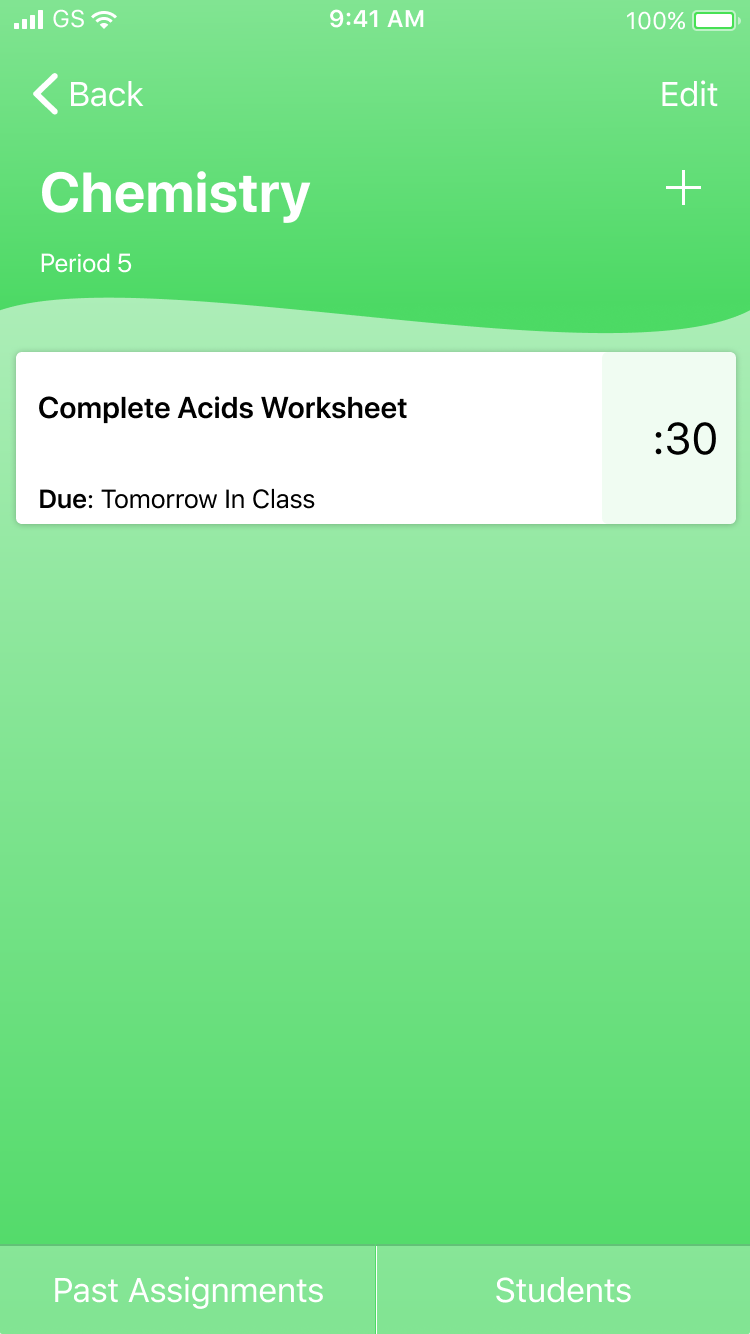 GS 9:41 AM 100%
Back Edit
Chemistry
Period 5
Complete Acids Worksheet
:30
Due: Tomorrow In Class
Past Assignments Students